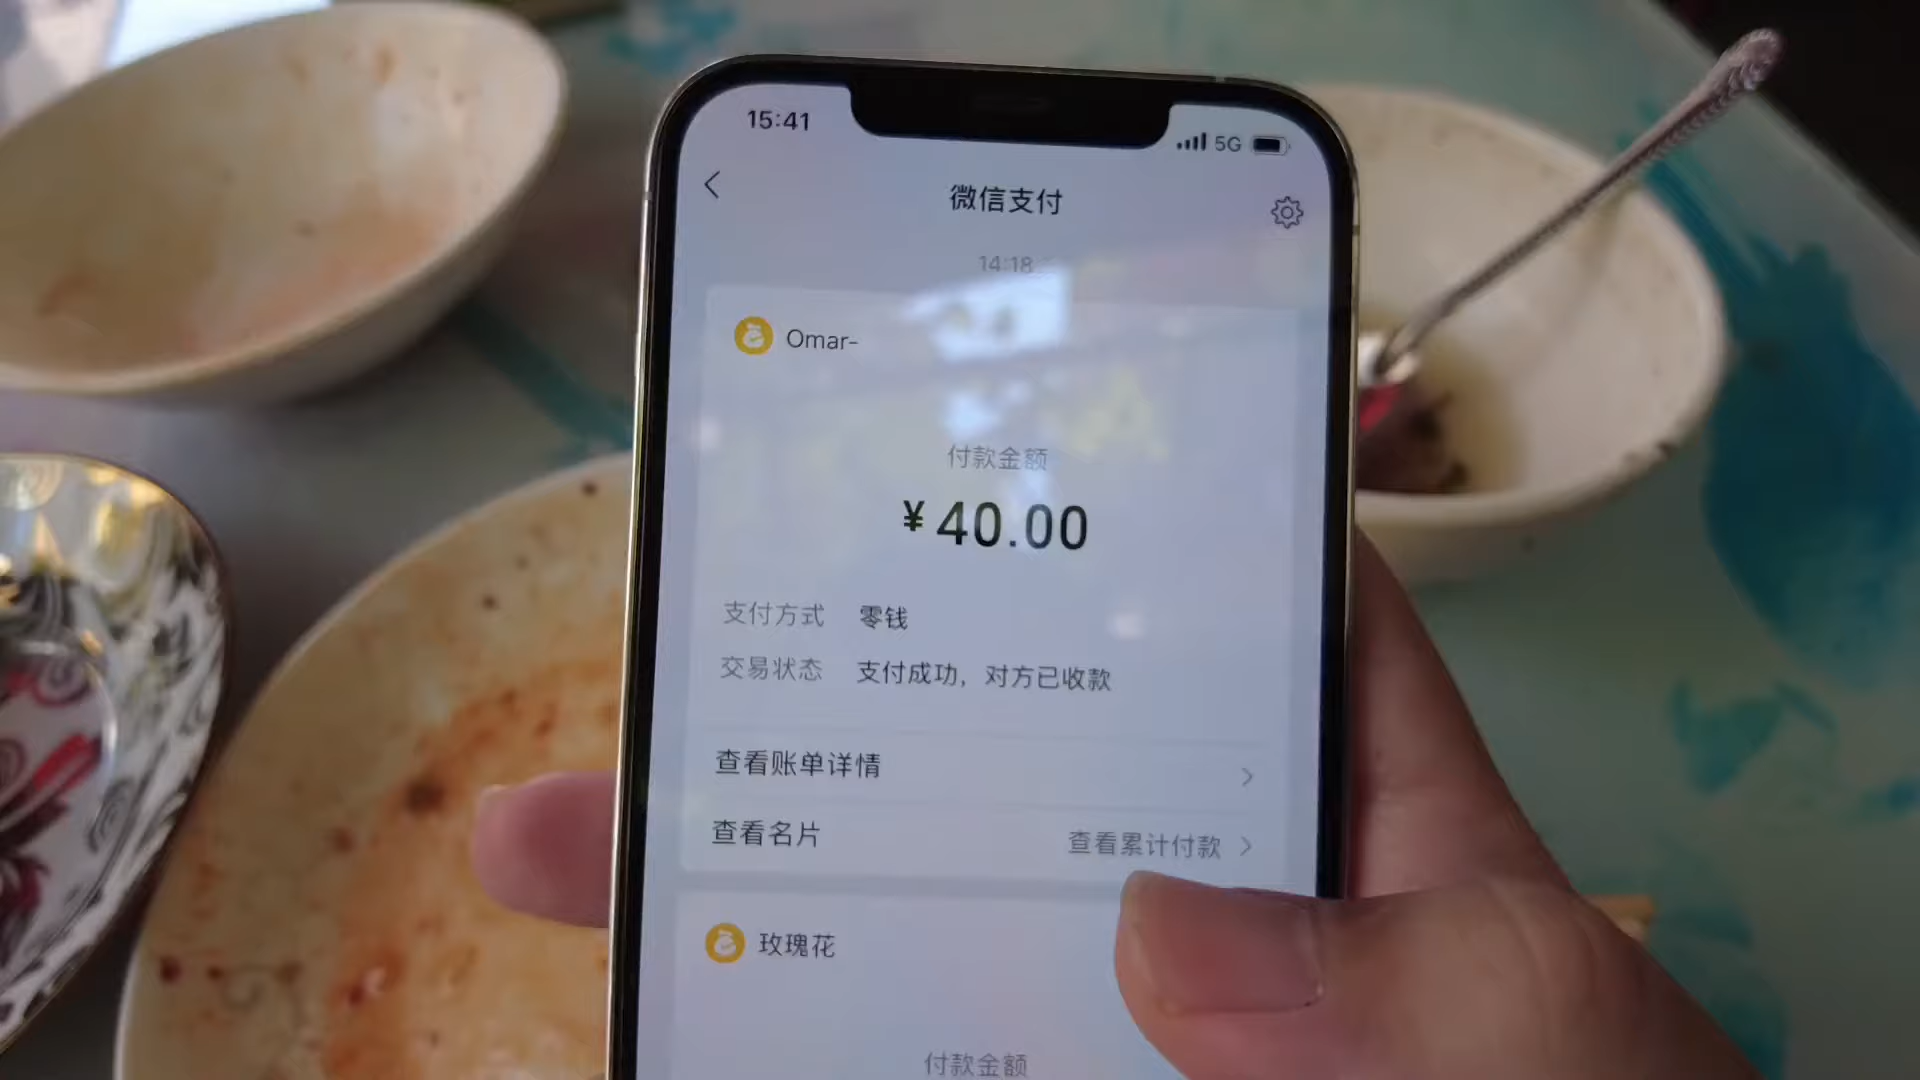 15:41
5G
微信支付
14:18
Omar-
付款金额
¥40.00
支付方式 零钱
交易状态 支付成功，对方已收款
查看账单详情
查看名片 查看累计付款
玫瑰花
付款金额